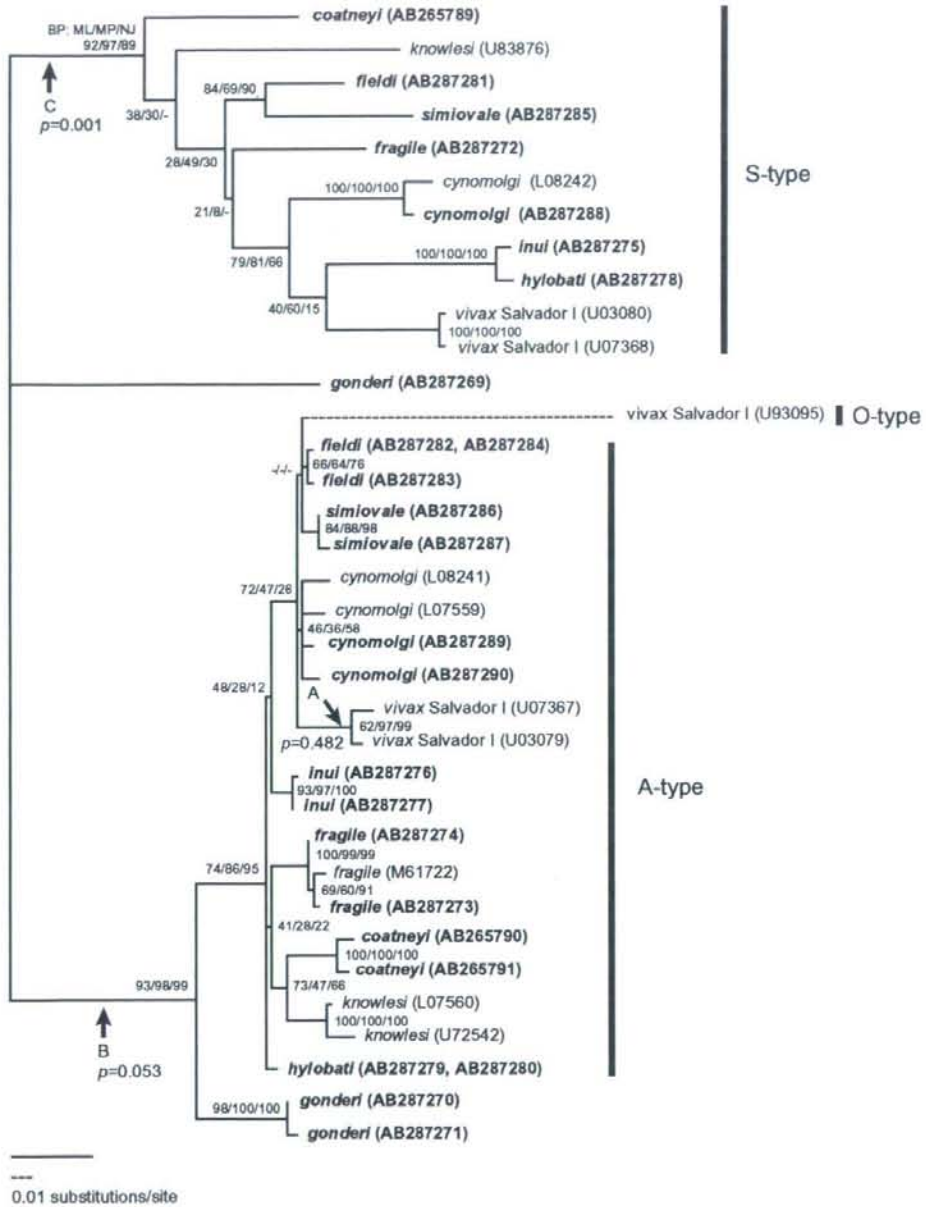 coatneyi (AB265789)
BP: ML/MP/NJ
92/97/89
knowlesi (U83876)
C
p=0.001
84/69/90
fieldi (AB287281)
38/30/-
simiovale (AB287285)
28/49/30
fragile (AB287272)
S-type
100/100/100
cynomolgi (L08242)
21/8/-
cynomolgi (AB287288)
79/81/66
100/100/100
inui (AB287275)
hylobati (AB287278)
40/60/15
vivax Salvador I (U03080)
100/100/100
vivax Salvador I (U07368)
gonderi (AB287269)
vivax Salvador I (U93095)
O-type
fieldi (AB287282, AB287284)
-/-/-
66/64/76
fieldi (AB287283)
simiovale (AB287286)
84/88/98
simiovale (AB287287)
cynomolgi (L08241)
72/47/26
cynomolgi (L07559)
46/36/58
cynomolgi (AB287289)
cynomolgi (AB287290)
48/28/12
A
vivax Salvador I (U07367)
62/97/99
p=0.482
vivax Salvador I (U03079)
inui (AB287276)
93/97/100
A-type
inui (AB287277)
fragile (AB287274)
100/99/99
74/86/95
fragile (M61722)
69/60/91
fragile (AB287273)
41/28/22
coatneyi (AB265790)
100/100/100
coatneyi (AB265791)
93/98/99
73/47/66
knowlesi (L07560)
100/100/100
knowlesi (U72542)
B
p=0.053
hylobati (AB287279, AB287280)
98/100/100
gonderi (AB287270)
gonderi (AB287271)
0.01 substitutions/site